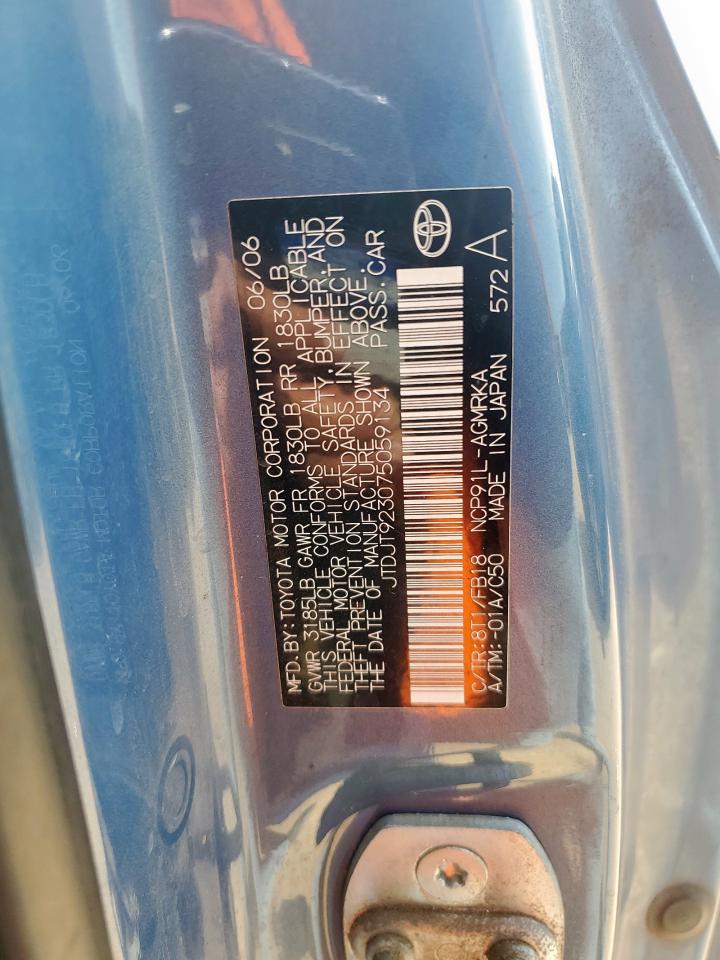 MFD.BY:TOYOTA MOTOR CORPORATION 06/06
GVWR 3185LB GAWR FR 1830LB RR 1830LB
THIS VEHICLE CONFORMS TO ALL APPLICABLE
FEDERAL MOTOR VEHICLE SAFETY,BUMPER,AND
THEFT PREVENTION STANDARDS IN EFFECT ON
THE DATE OF MANUFACTURE SHOWN ABOVE.
JTDJT923075059134 PASS.CAR
C/TR:8T1/FB18 NCP91L-AGMRKA
A/TM:-01A/C50 MADE IN JAPAN 572 A